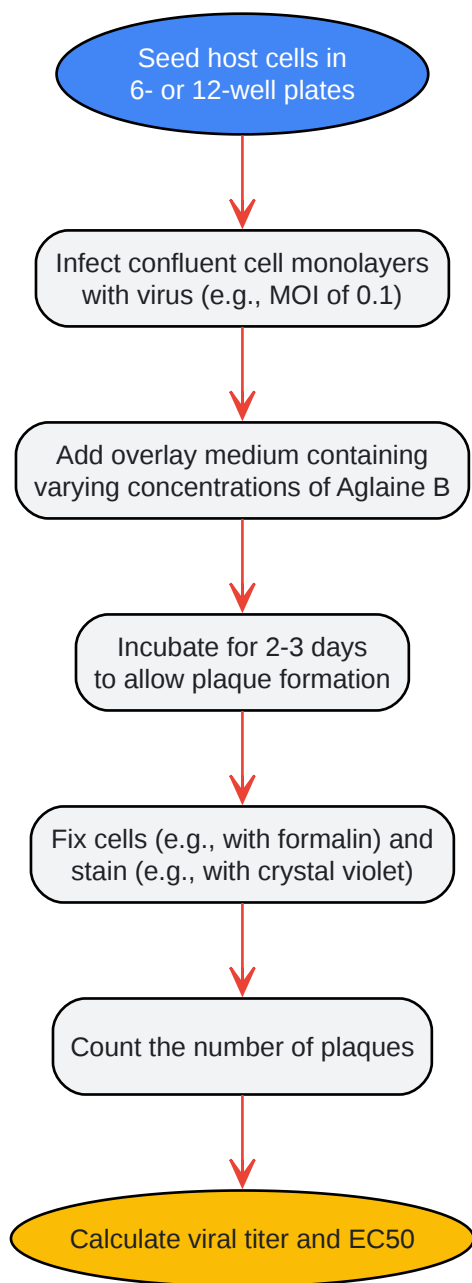 Seed host cells in
6- or 12-well plates
Infect confluent cell monolayers
with virus (e.g., MOI of 0.1)
Add overlay medium containing
varying concentrations of Aglaine B
Incubate for 2-3 days
to allow plaque formation
Fix cells (e.g., with formalin) and
stain (e.g., with crystal violet)
Count the number of plaques
Calculate viral titer and EC50